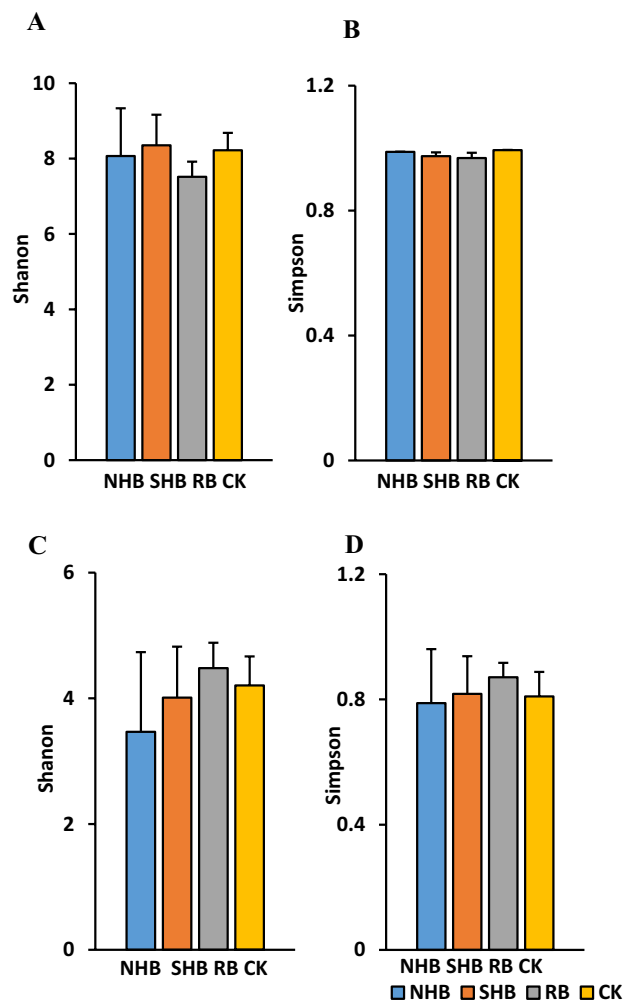 A
10
8
6
4
2
0
Shanon
NHB SHB RB CK
B
1.2
0.8
0.4
0
Simpson
NHB SHB RB CK
C
6
4
2
0
Shanon
NHB SHB RB CK
D
1.2
0.8
0.4
0
Simpson
NHB SHB RB CK
NHB SHB RB CK